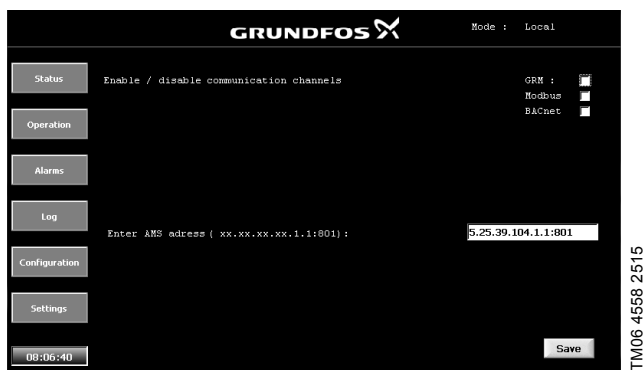 GRUNDFOS
Mode : Local
Status
Enable / disable communication channels
GRM :
Modbus
BACnet
Operation
Alarms
Log
Enter AMS adress ( xx.xx.xx.xx.1.1:801) :
5.25.39.104.1.1:801
Configuration
Settings
08:06:40
Save
TM06 4558 2515